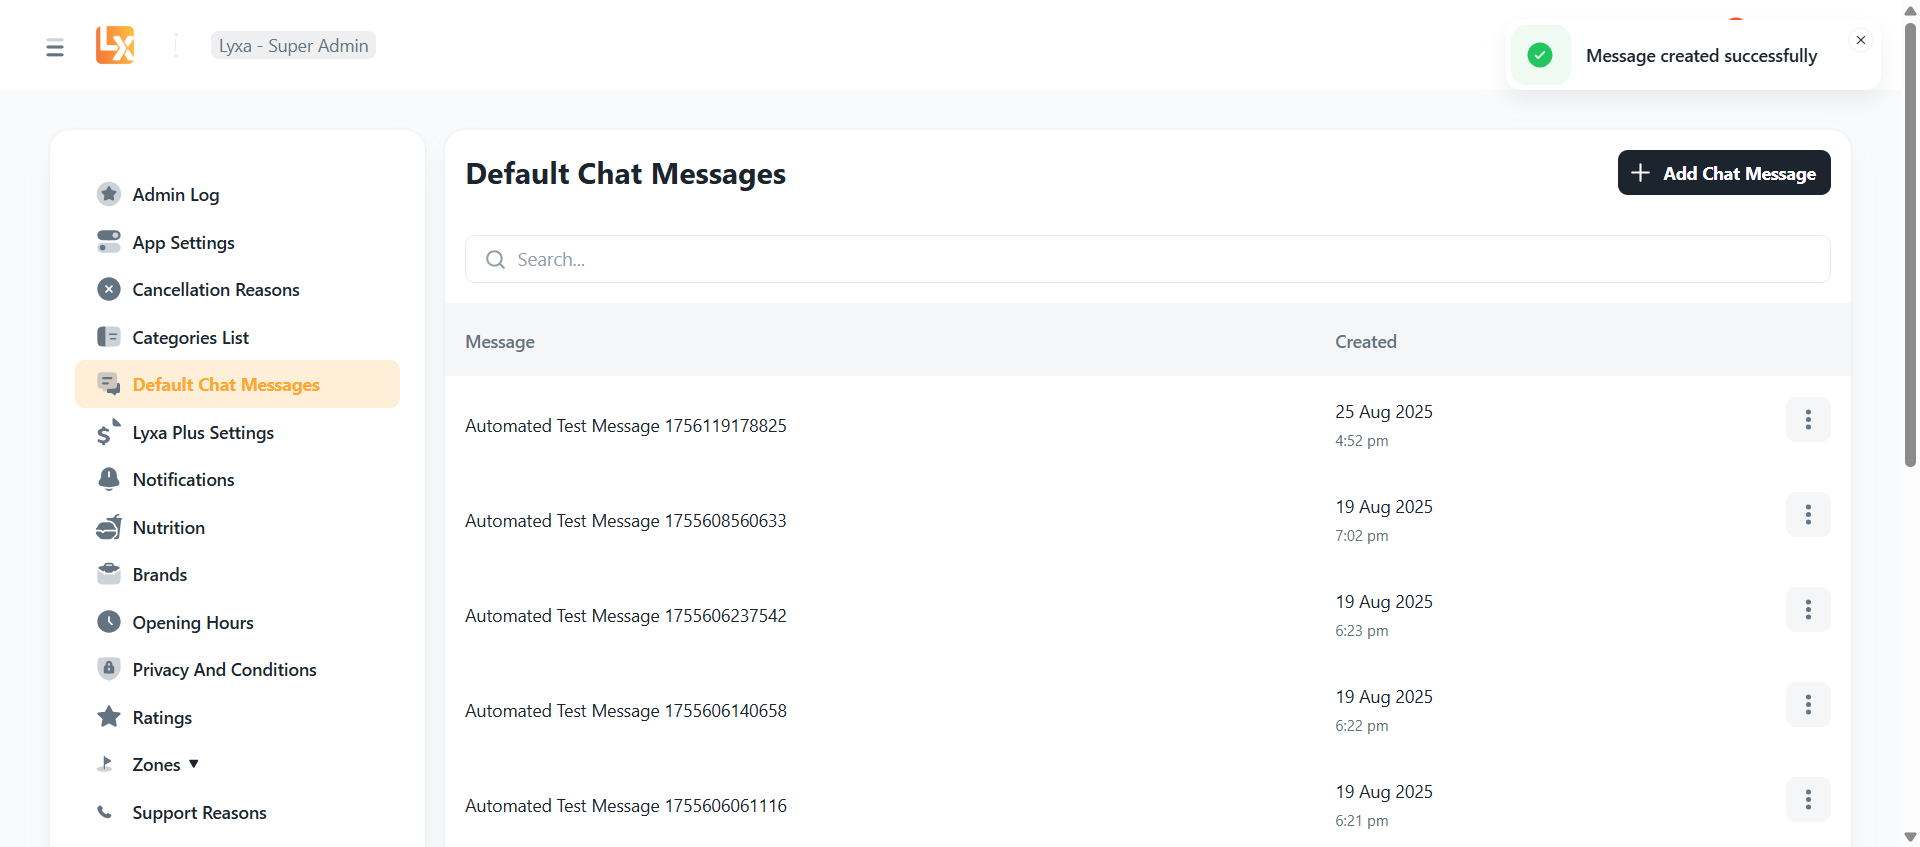 LX
Lyxa - Super Admin
Message created successfully
Admin Log
App Settings
Cancellation Reasons
Categories List
Default Chat Messages
Lyxa Plus Settings
Notifications
Nutrition
Brands
Opening Hours
Privacy And Conditions
Ratings
Zones
Support Reasons
Default Chat Messages
Add Chat Message
Search...
Message Created
Automated Test Message 1756119178825 25 Aug 2025
4:52 pm
Automated Test Message 1755608560633 19 Aug 2025
7:02 pm
Automated Test Message 1755606237542 19 Aug 2025
6:23 pm
Automated Test Message 1755606140658 19 Aug 2025
6:22 pm
Automated Test Message 1755606061116 19 Aug 2025
6:21 pm